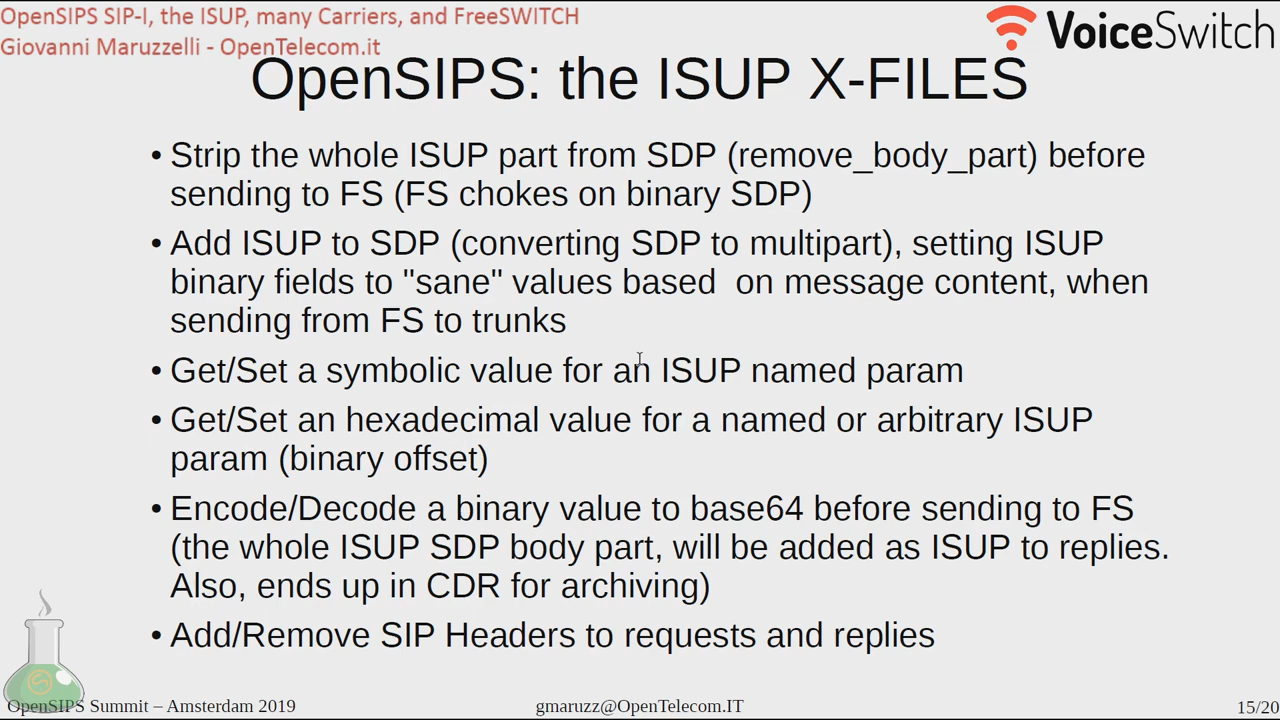 OpenSIPS SIP-I, the ISUP, many Carriers, and FreeSWITCH
Giovanni Maruzzelli - OpenTelecom.it
VoiceSwitch
OpenSIPS: the ISUP X-FILES
• Strip the whole ISUP part from SDP (remove_body_part) before
sending to FS (FS chokes on binary SDP)
• Add ISUP to SDP (converting SDP to multipart), setting ISUP
binary fields to "sane" values based  on message content, when
sending from FS to trunks
• Get/Set a symbolic value for an ISUP named param
• Get/Set an hexadecimal value for a named or arbitrary ISUP
param (binary offset)
• Encode/Decode a binary value to base64 before sending to FS
(the whole ISUP SDP body part, will be added as ISUP to replies.
Also, ends up in CDR for archiving)
• Add/Remove SIP Headers to requests and replies
OpenSIPS Summit – Amsterdam 2019
gmaruzz@OpenTelecom.IT
15/20